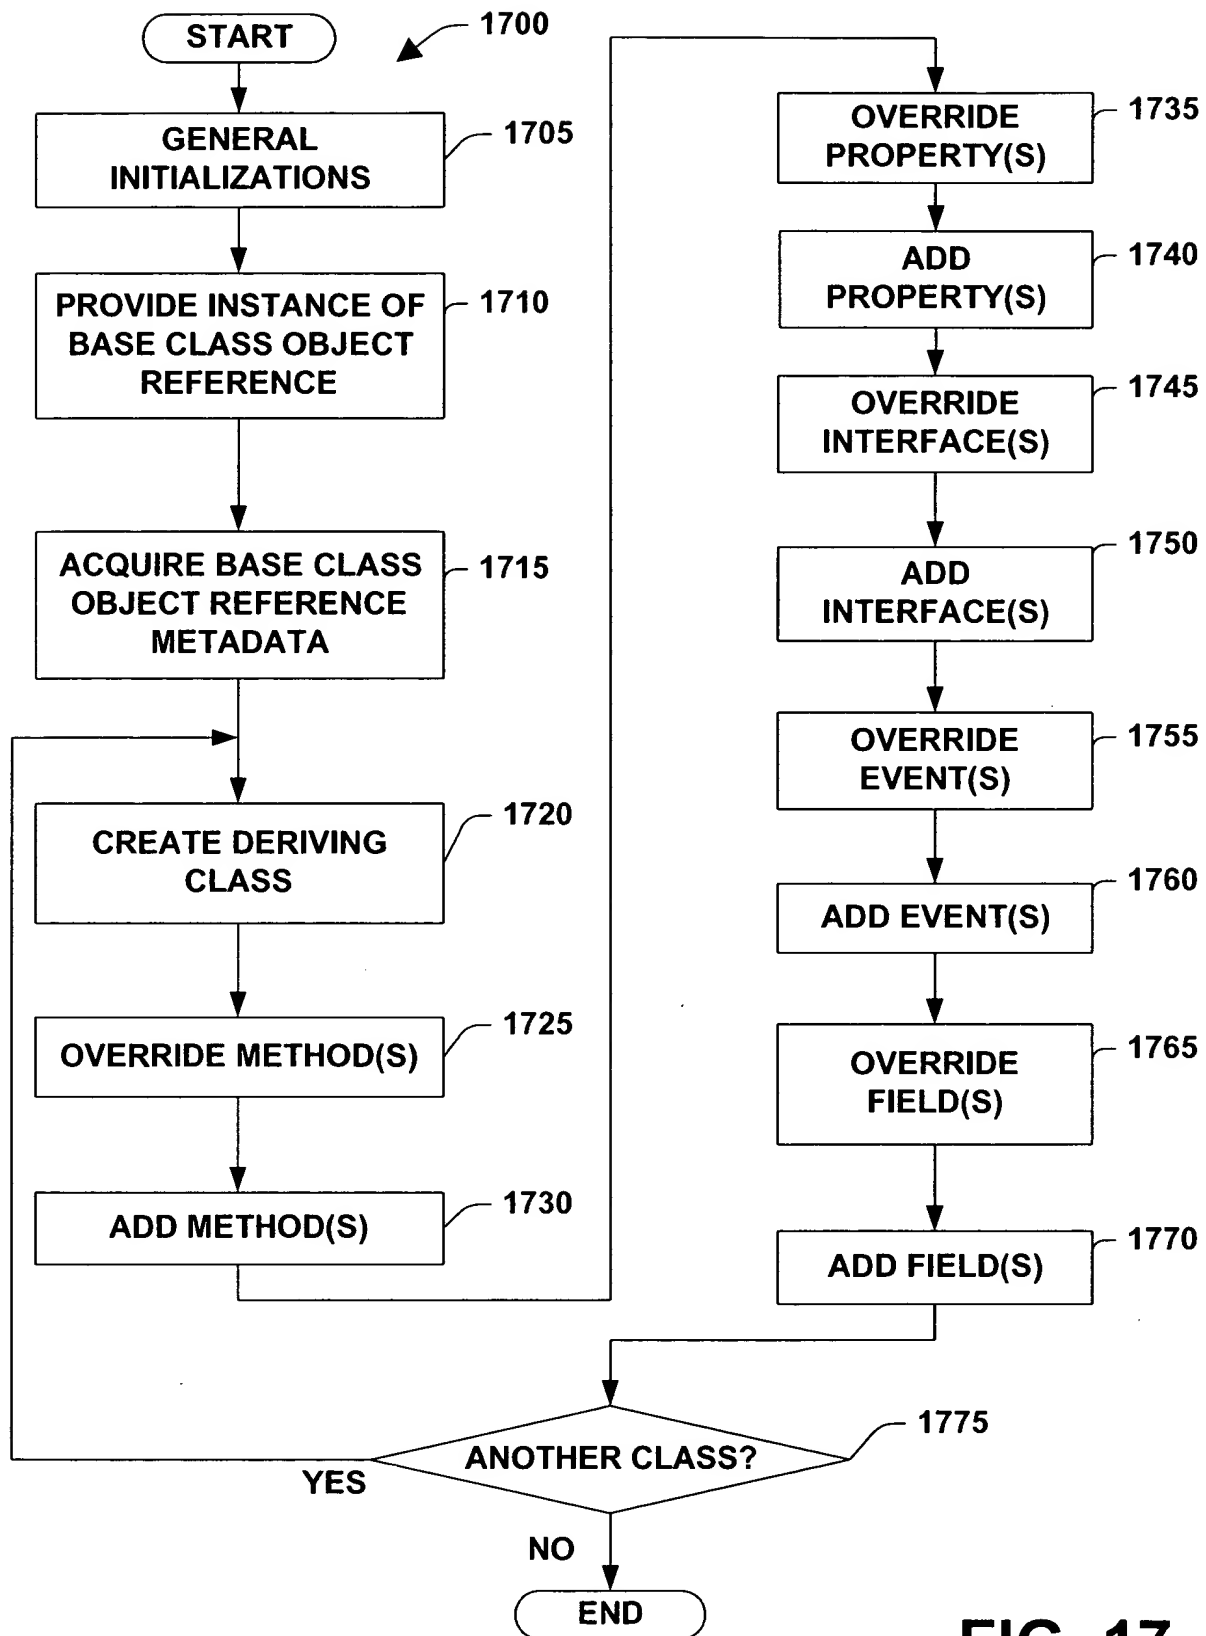 START
1700
GENERAL
INITIALIZATIONS
1705
PROVIDE INSTANCE OF
BASE CLASS OBJECT
REFERENCE
1710
ACQUIRE BASE CLASS
OBJECT REFERENCE
METADATA
1715
CREATE DERIVING
CLASS
1720
OVERRIDE METHOD(S)
1725
ADD METHOD(S)
1730
OVERRIDE
PROPERTY(S)
1735
ADD
PROPERTY(S)
1740
OVERRIDE
INTERFACE(S)
1745
ADD
INTERFACE(S)
1750
OVERRIDE
EVENT(S)
1755
ADD EVENT(S)
1760
OVERRIDE
FIELD(S)
1765
ADD FIELD(S)
1770
ANOTHER CLASS?
1775
YES
NO
END
FIG. 17